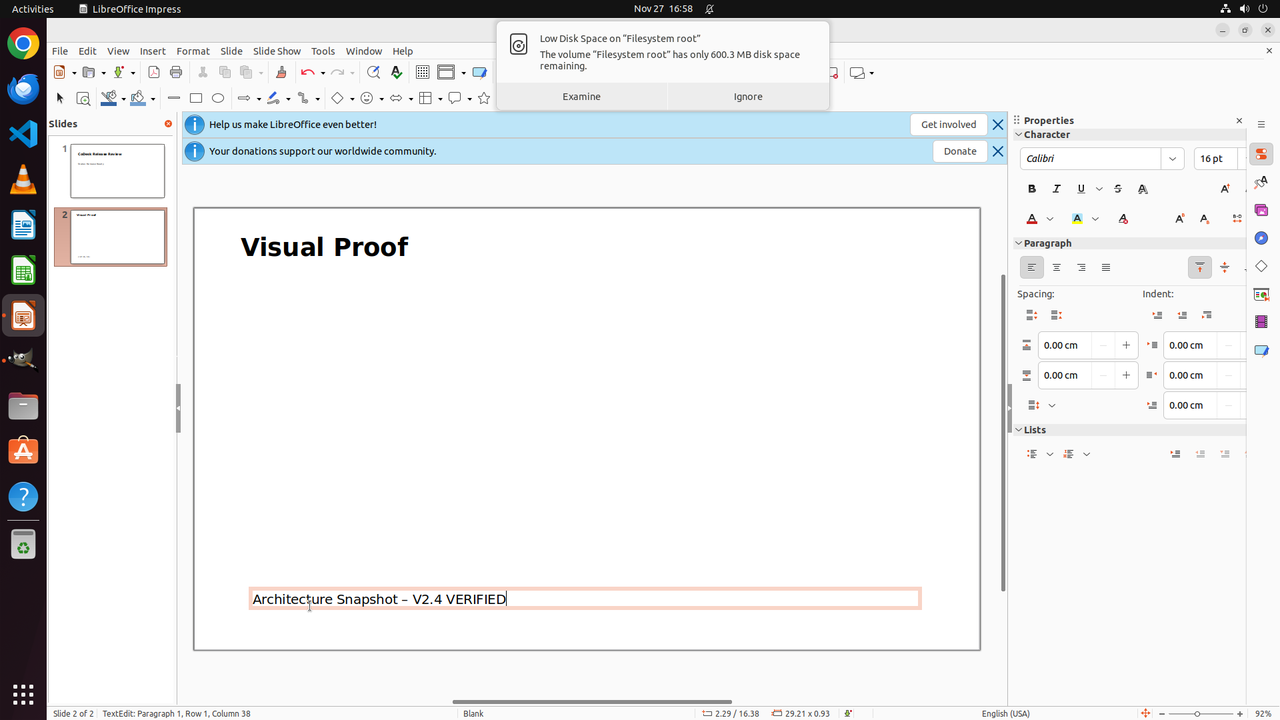 Activities
LibreOffice Impress
Nov 27 16:58
Low Disk Space on “Filesystem root”
The volume “Filesystem root” has only 600.3 MB disk space
remaining.
Examine
Ignore
File Edit View Insert Format Slide Slide Show Tools Window Help
Slides
Help us make LibreOffice even better!
Get involved
Your donations support our worldwide community.
Donate
Properties
Character
Calibri
16 pt
Paragraph
Spacing:
Indent:
0.00 cm
0.00 cm
0.00 cm
0.00 cm
0.00 cm
Lists
1
2
Visual Proof
Visual Proof
Architecture Snapshot – V2.4 VERIFIED
Slide 2 of 2
TextEdit: Paragraph 1, Row 1, Column 38
Blank
2.29 / 16.38
29.21 x 0.93
English (USA)
92%